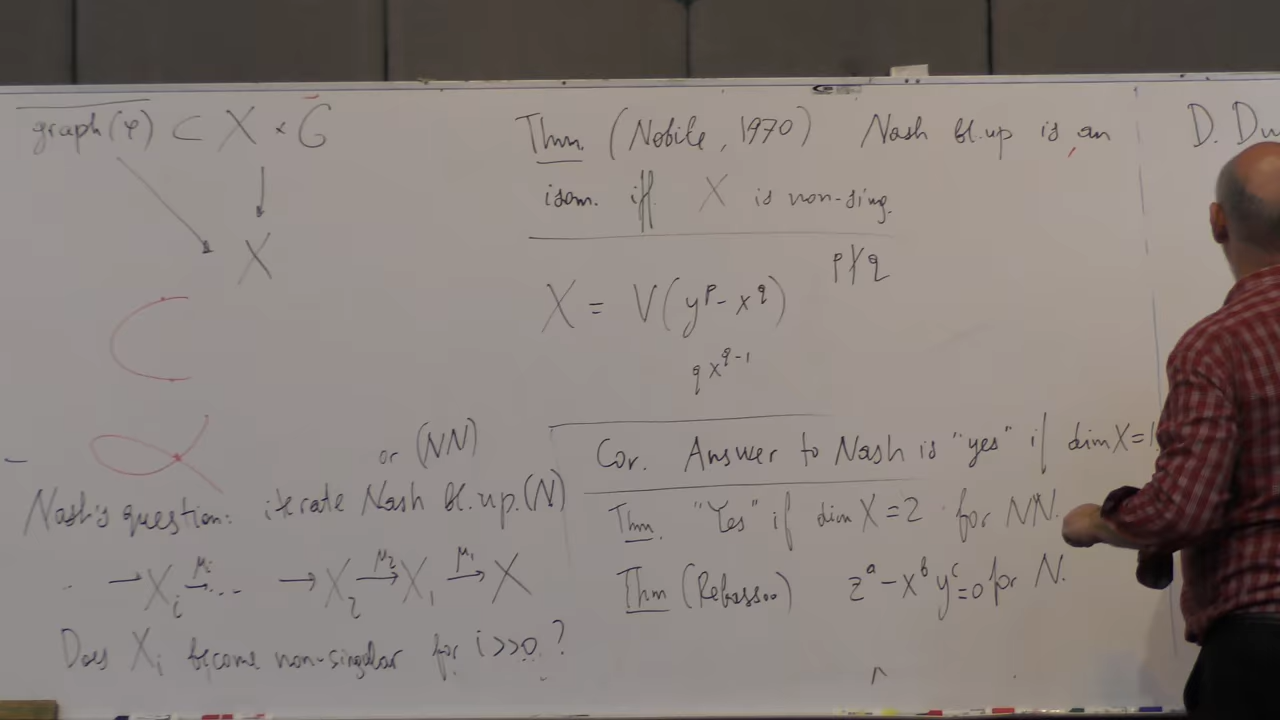 graph(φ) ⊂ X × G
X
or (NN)
Nash's question: iterate Nash bl.up.(N)
→ X_i →^{μ_i} ... → X_2 →^{μ_2} X_1 →^{μ_1} X
Does X_i become non-singular for i>>0?
Thm. (Nobile, 1970) Nash bl.up is, an
isom. iff X is non-sing.
X = V(y^p - x^q) p∤q
q x^{q-1}
Cor. Answer to Nash is "yes" if dim X=1
Thm. "Yes" if dim X=2 for NN.
Thm (Rebassoo) z^a - x^b y^c = 0 for N.
D. Du